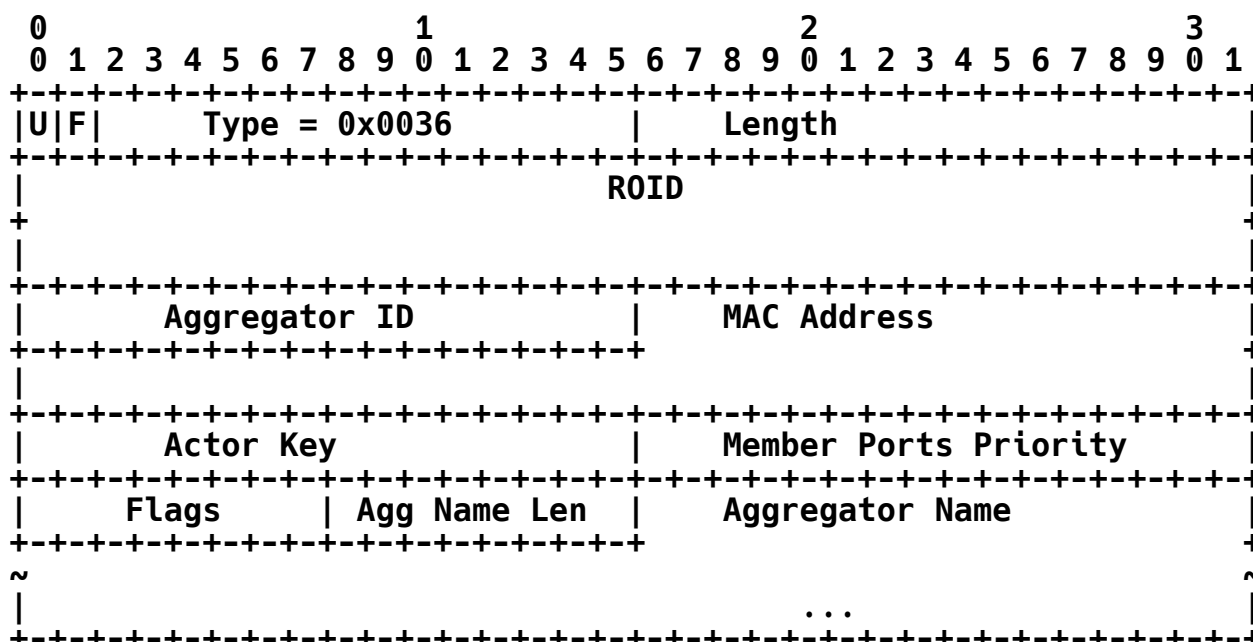 0                   1                   2                   3
 0 1 2 3 4 5 6 7 8 9 0 1 2 3 4 5 6 7 8 9 0 1 2 3 4 5 6 7 8 9 0 1
+-+-+-+-+-+-+-+-+-+-+-+-+-+-+-+-+-+-+-+-+-+-+-+-+-+-+-+-+-+-+-+-+
|U|F|     Type = 0x0036         |    Length                     |
+-+-+-+-+-+-+-+-+-+-+-+-+-+-+-+-+-+-+-+-+-+-+-+-+-+-+-+-+-+-+-+-+
|                              ROID                             |
+                                                               +
|                                                               |
+-+-+-+-+-+-+-+-+-+-+-+-+-+-+-+-+-+-+-+-+-+-+-+-+-+-+-+-+-+-+-+-+
|       Aggregator ID           |    MAC Address                |
+-+-+-+-+-+-+-+-+-+-+-+-+-+-+-+-+                               +
|                                                               |
+-+-+-+-+-+-+-+-+-+-+-+-+-+-+-+-+-+-+-+-+-+-+-+-+-+-+-+-+-+-+-+-+
|       Actor Key               |    Member Ports Priority      |
+-+-+-+-+-+-+-+-+-+-+-+-+-+-+-+-+-+-+-+-+-+-+-+-+-+-+-+-+-+-+-+-+
|     Flags     | Agg Name Len  |    Aggregator Name            |
+-+-+-+-+-+-+-+-+-+-+-+-+-+-+-+-+                               +
~                                                               ~
|                                        ...                    |
+-+-+-+-+-+-+-+-+-+-+-+-+-+-+-+-+-+-+-+-+-+-+-+-+-+-+-+-+-+-+-+-+